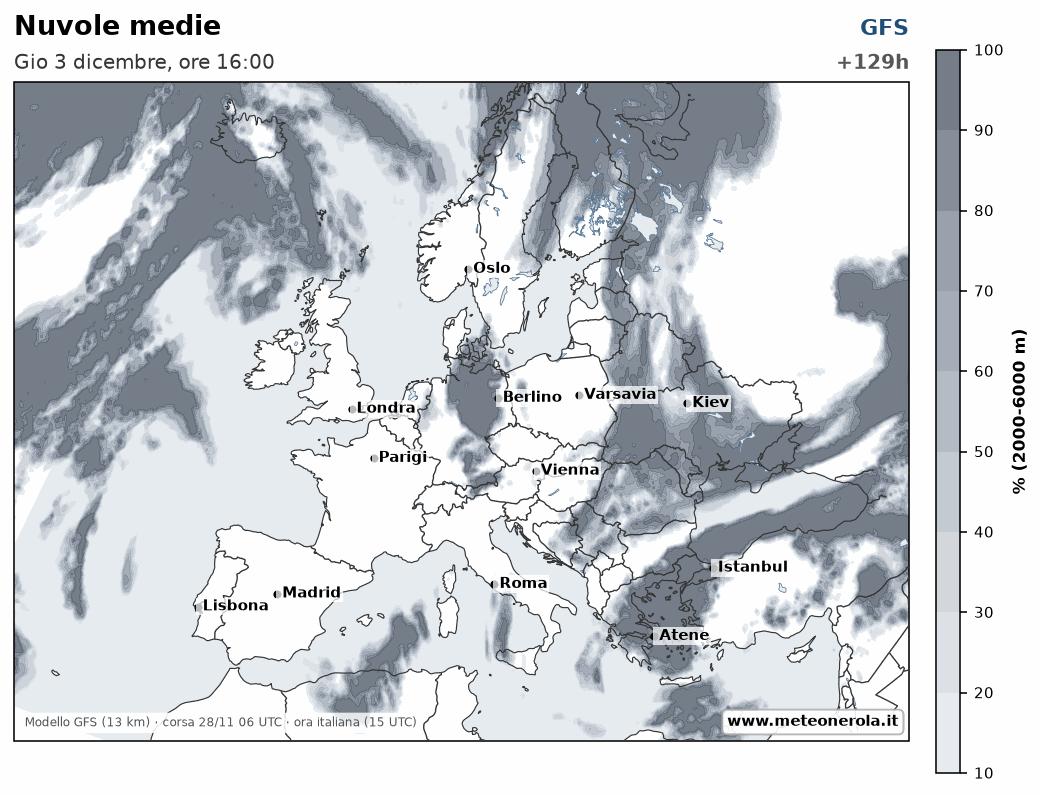 Nuvole medie
GFS
Gio 3 dicembre, ore 16:00
+129h
100
90
80
70
60
50
40
30
20
10
% (2000-6000 m)
Oslo
Londra
Berlino
Varsavia
Kiev
Parigi
Vienna
Istanbul
Roma
Madrid
Lisbona
Atene
Modello GFS (13 km) · corsa 28/11 06 UTC · ora italiana (15 UTC)
www.meteonerola.it